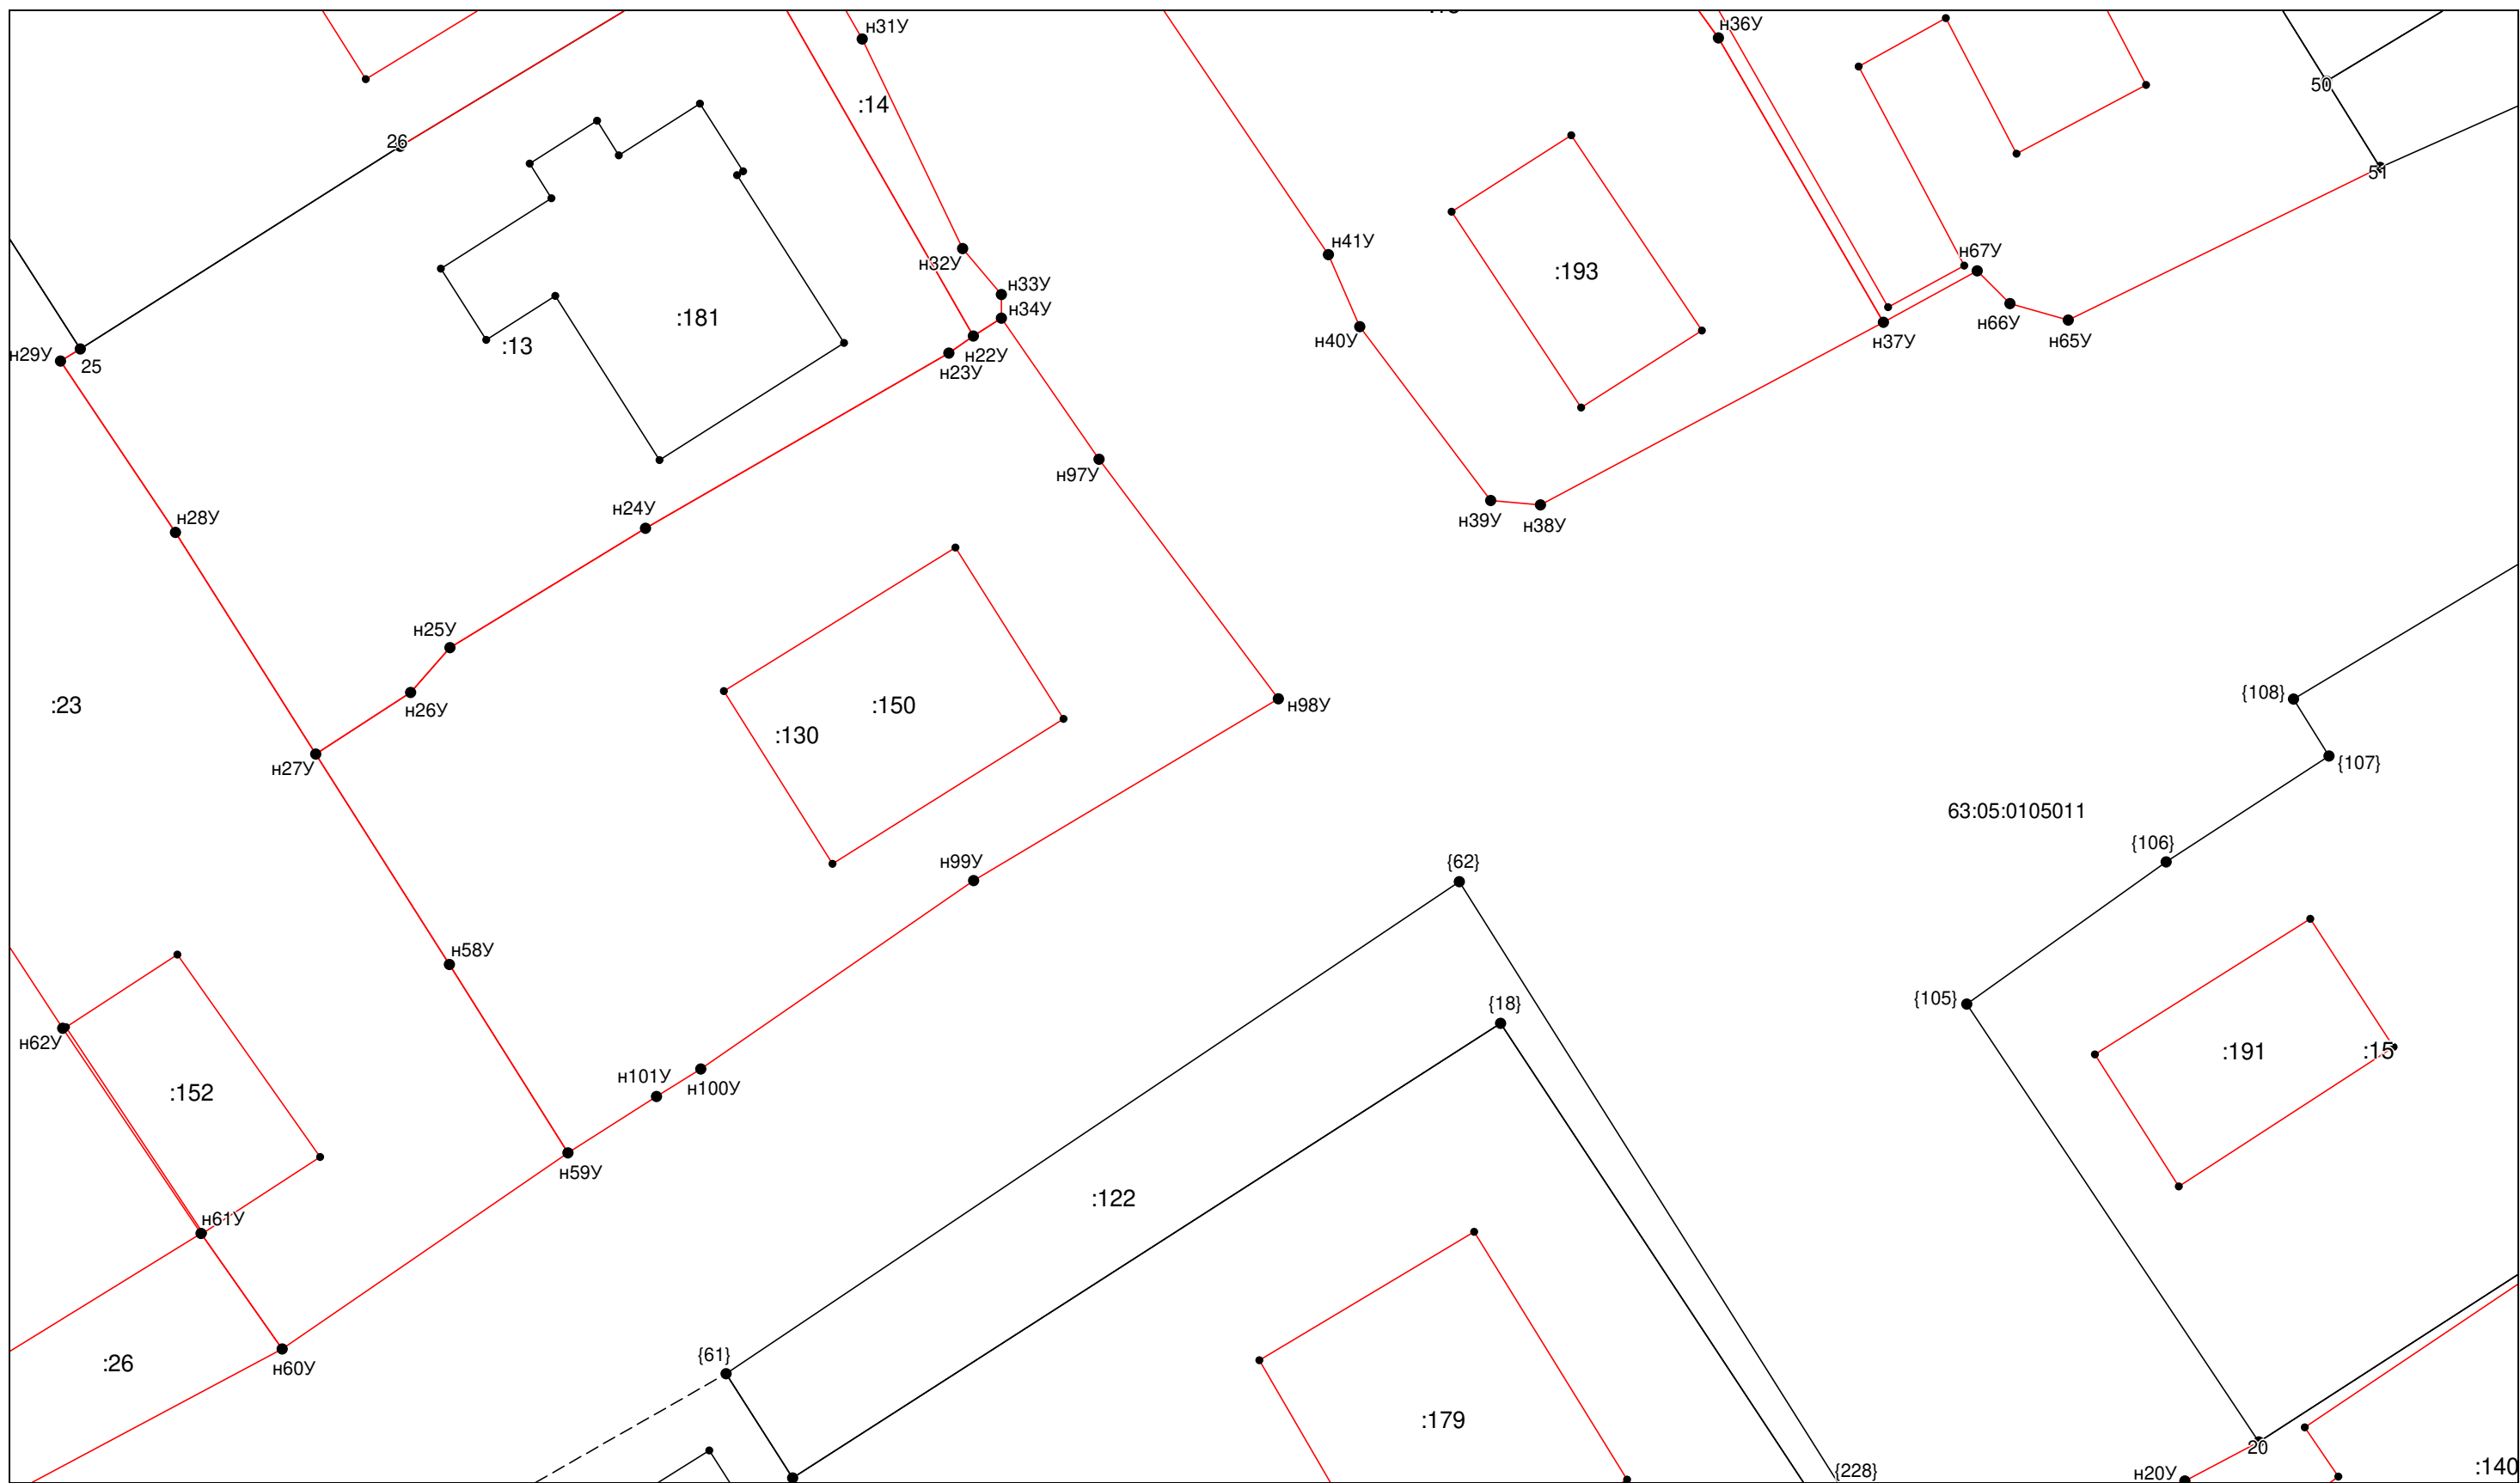 н31У
н36У
:14
50
26
51
н41У
н67У
н32У
:193
н33У
н34У
:181
н66У
н40У
н65У
н37У
:13
н22У
н29У
25
н23У
н97У
н24У
н28У
н39У
н38У
н25У
:23
н26У
:150
н98У
{108}
:130
н27У
{107}
63:05:0105011
{106}
н99У
{62}
н58У
{105}
{18}
н62У
:191
:15
н101У
н100У
:152
н59У
:122
н61У
:26
{61}
н60У
:179
20
{228}
н20У
:140